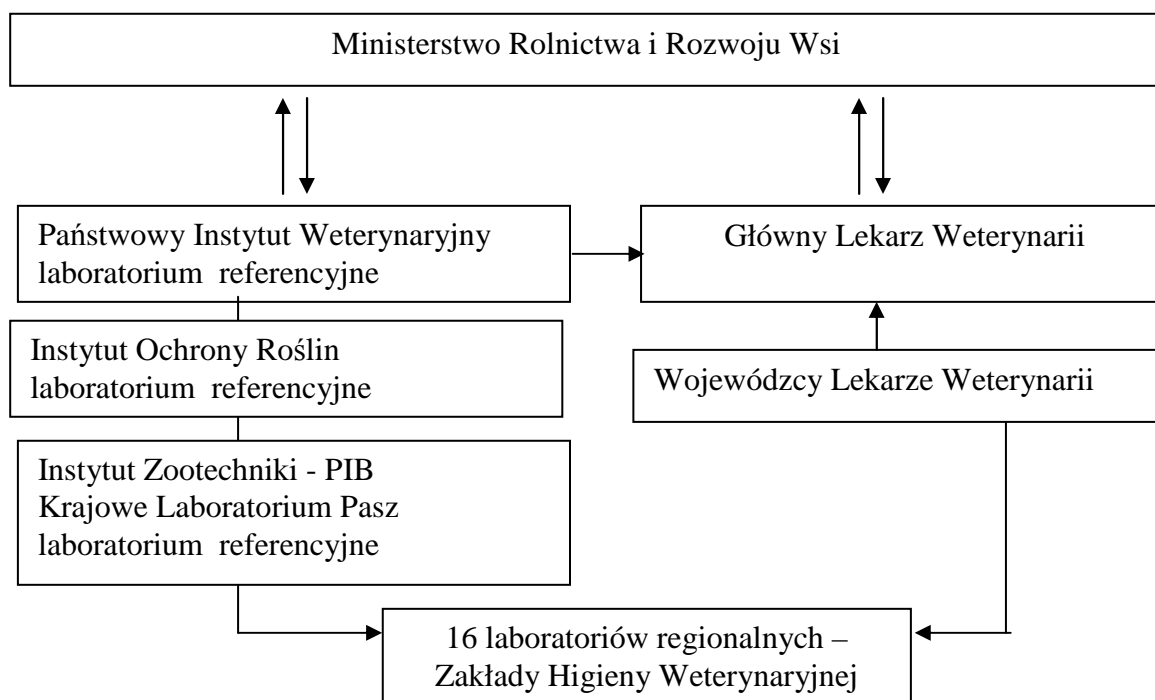 Ministerstwo Rolnictwa i Rozwoju Wsi
Państwowy Instytut Weterynaryjny
laboratorium referencyjne
Główny Lekarz Weterynarii
Instytut Ochrony Roślin
laboratorium referencyjne
Wojewódzcy Lekarze Weterynarii
Instytut Zootechniki - PIB
Krajowe Laboratorium Pasz
laboratorium referencyjne
16 laboratoriów regionalnych –
Zakłady Higieny Weterynaryjnej